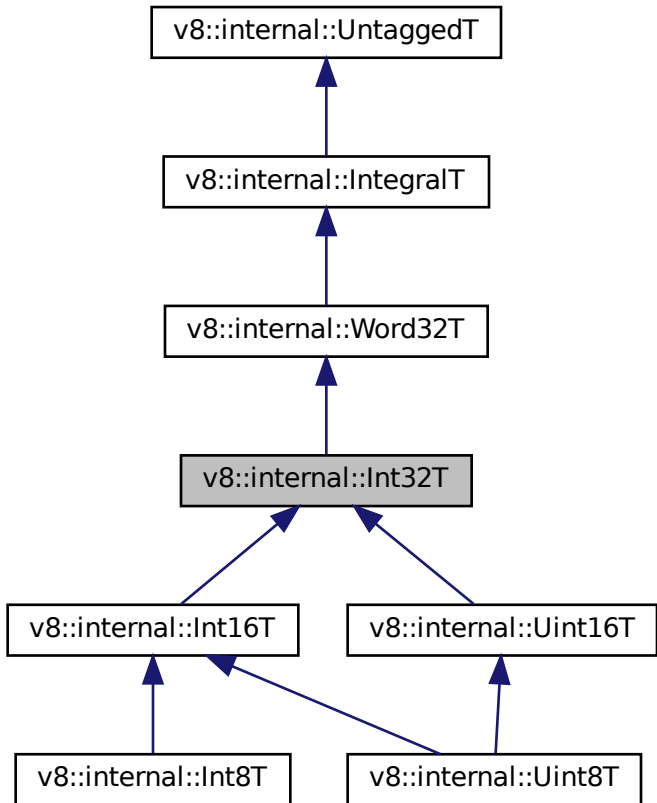 v8::internal::UntaggedT
v8::internal::IntegralT
v8::internal::Word32T
v8::internal::Int32T
v8::internal::Int16T
v8::internal::Uint16T
v8::internal::Int8T
v8::internal::Uint8T